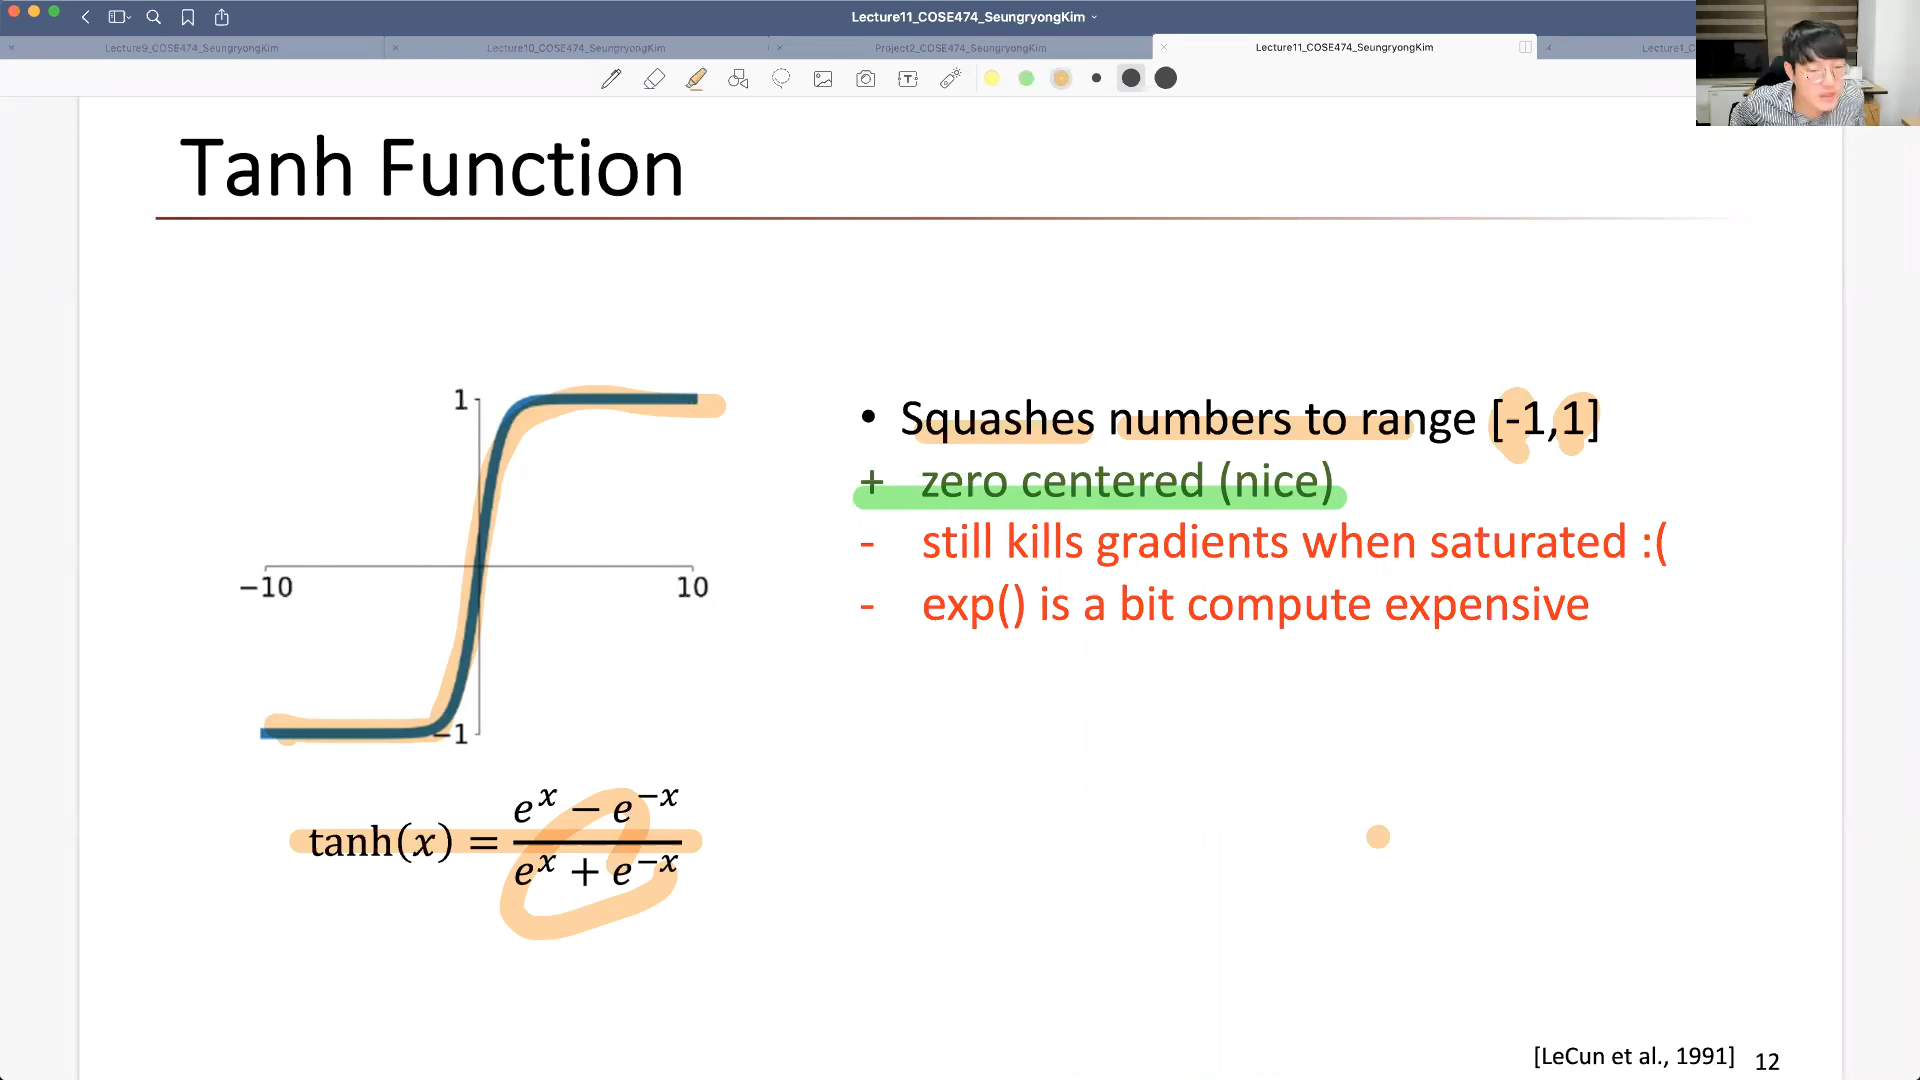 Lecture11_COSE474_SeungryongKim
Lecture9_COSE474_SeungryongKim
Lecture10_COSE474_SeungryongKim
Project2_COSE474_SeungryongKim
Lecture11_COSE474_SeungryongKim
Lecture1_C
Tanh Function
1
−10
10
−1
tanh(x) = (e^x − e^{−x}) / (e^x + e^{−x})
• Squashes numbers to range [-1,1]
+ zero centered (nice)
- still kills gradients when saturated :(
- exp() is a bit compute expensive
[LeCun et al., 1991]
12